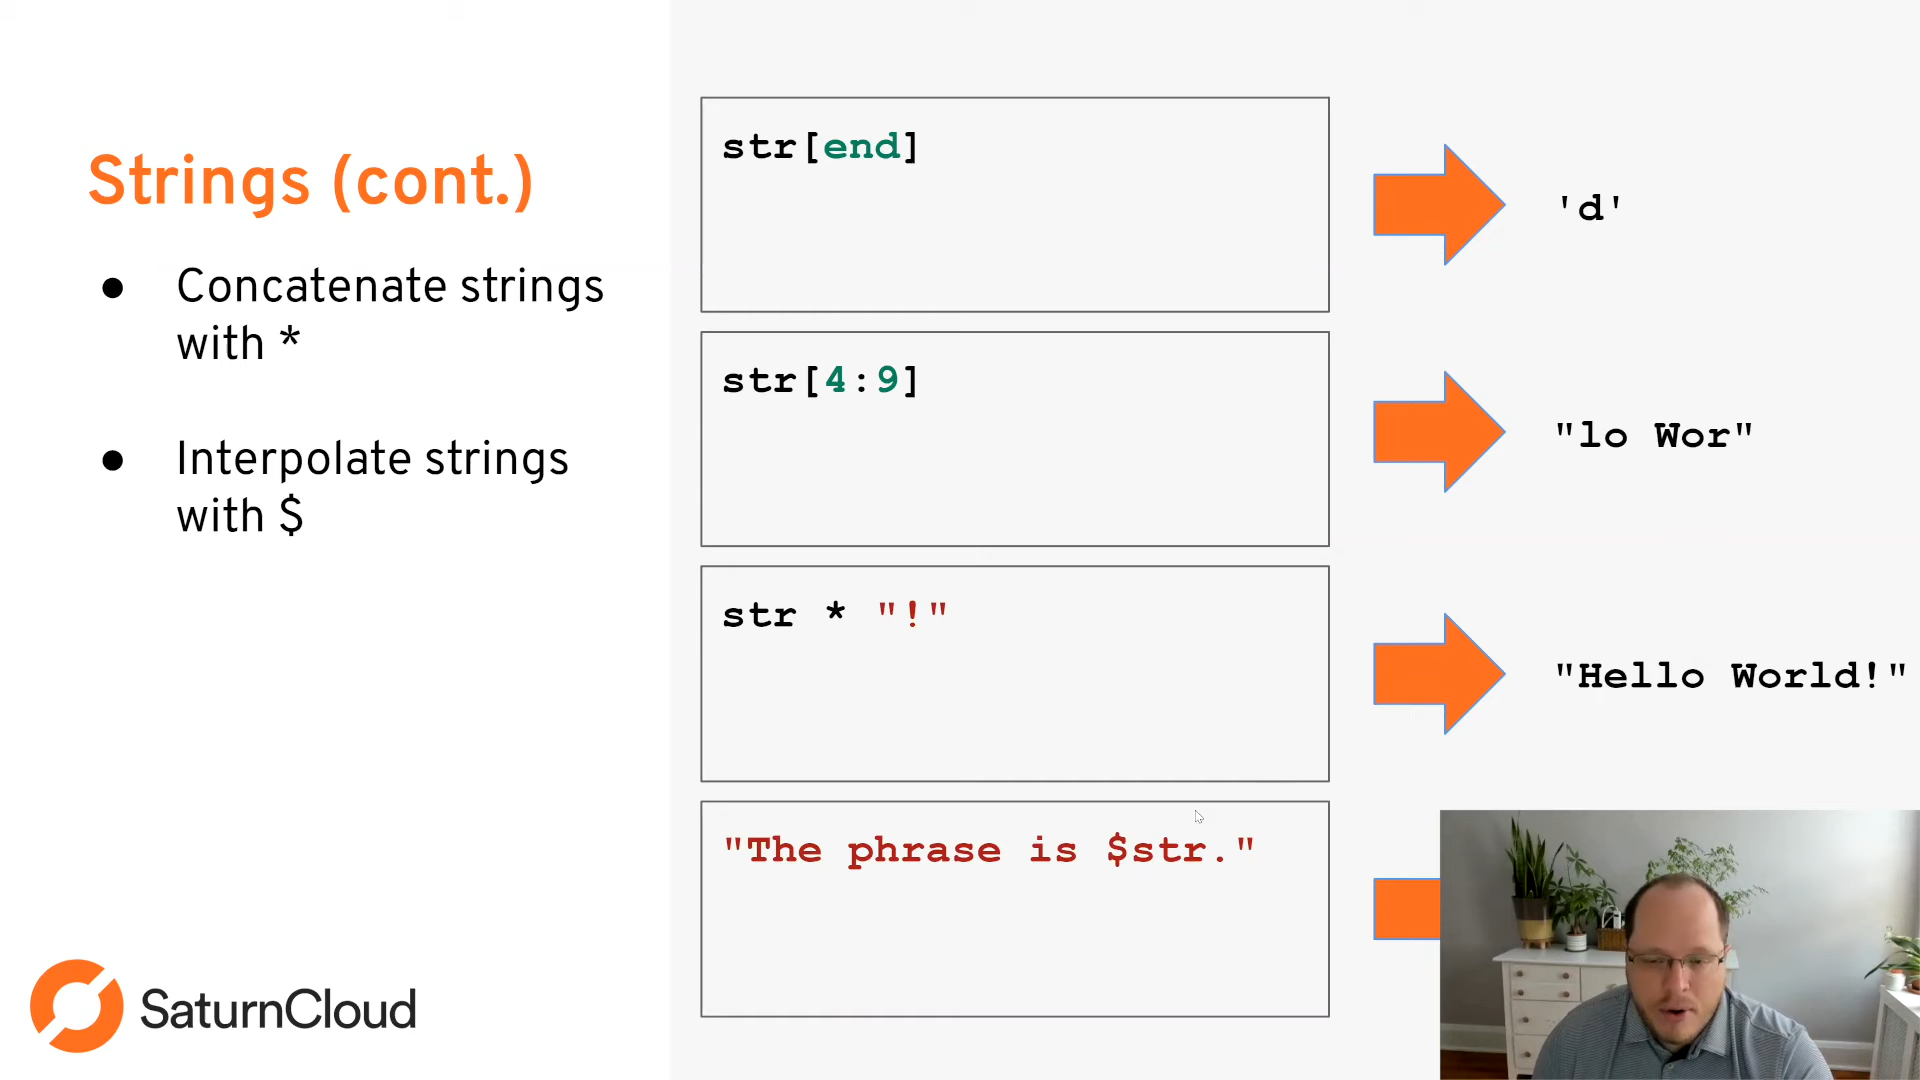 Strings (cont.)
● Concatenate strings
with *
● Interpolate strings
with $
str[end]
'd'
str[4:9]
"lo Wor"
str * "!"
"Hello World!"
"The phrase is $str."
SaturnCloud